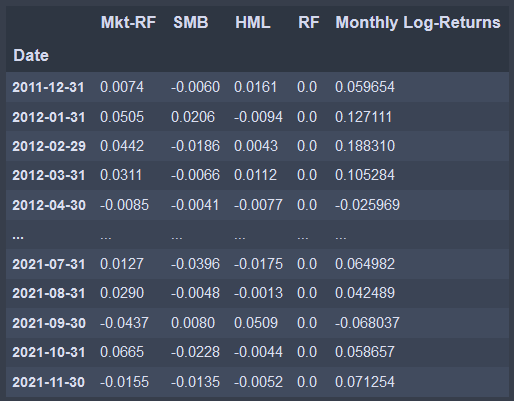 Mkt-RF SMB HML RF Monthly Log-Returns
Date
2011-12-31 0.0074 -0.0060 0.0161 0.0 0.059654
2012-01-31 0.0505 0.0206 -0.0094 0.0 0.127111
2012-02-29 0.0442 -0.0186 0.0043 0.0 0.188310
2012-03-31 0.0311 -0.0066 0.0112 0.0 0.105284
2012-04-30 -0.0085 -0.0041 -0.0077 0.0 -0.025969
... ... ... ... ... ...
2021-07-31 0.0127 -0.0396 -0.0175 0.0 0.064982
2021-08-31 0.0290 -0.0048 -0.0013 0.0 0.042489
2021-09-30 -0.0437 0.0080 0.0509 0.0 -0.068037
2021-10-31 0.0665 -0.0228 -0.0044 0.0 0.058657
2021-11-30 -0.0155 -0.0135 -0.0052 0.0 0.071254